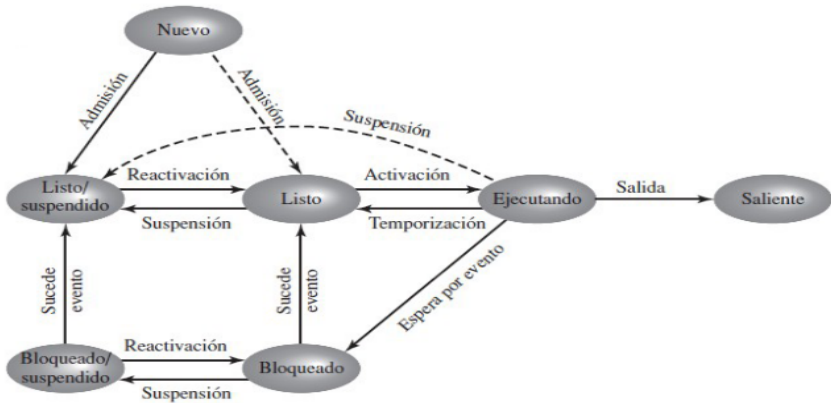 Nuevo
Admisión
Admisión
Suspensión
Listo/
suspendido
Reactivación
Suspensión
Listo
Activación
Temporización
Ejecutando
Salida
Saliente
Sucede
evento
Sucede
evento
Espera por evento
Bloqueado/
suspendido
Reactivación
Suspensión
Bloqueado